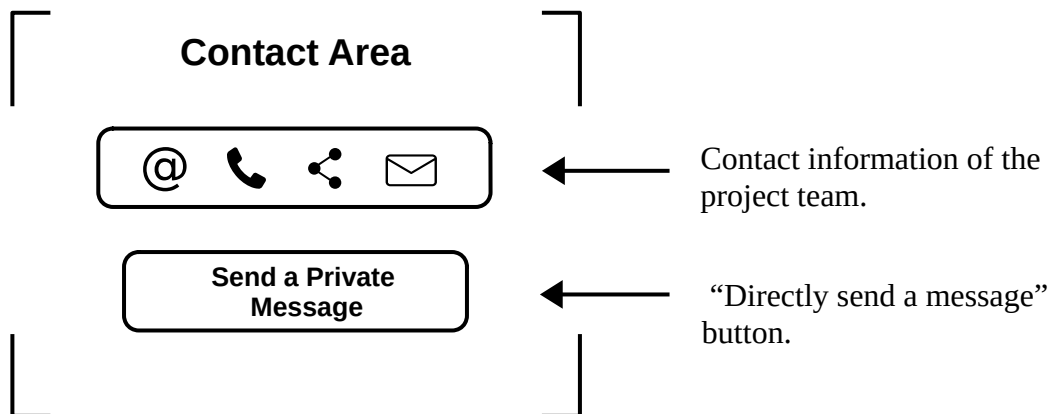 Contact Area
@
Contact information of the
project team.
Send a Private
Message
“Directly send a message”
button.